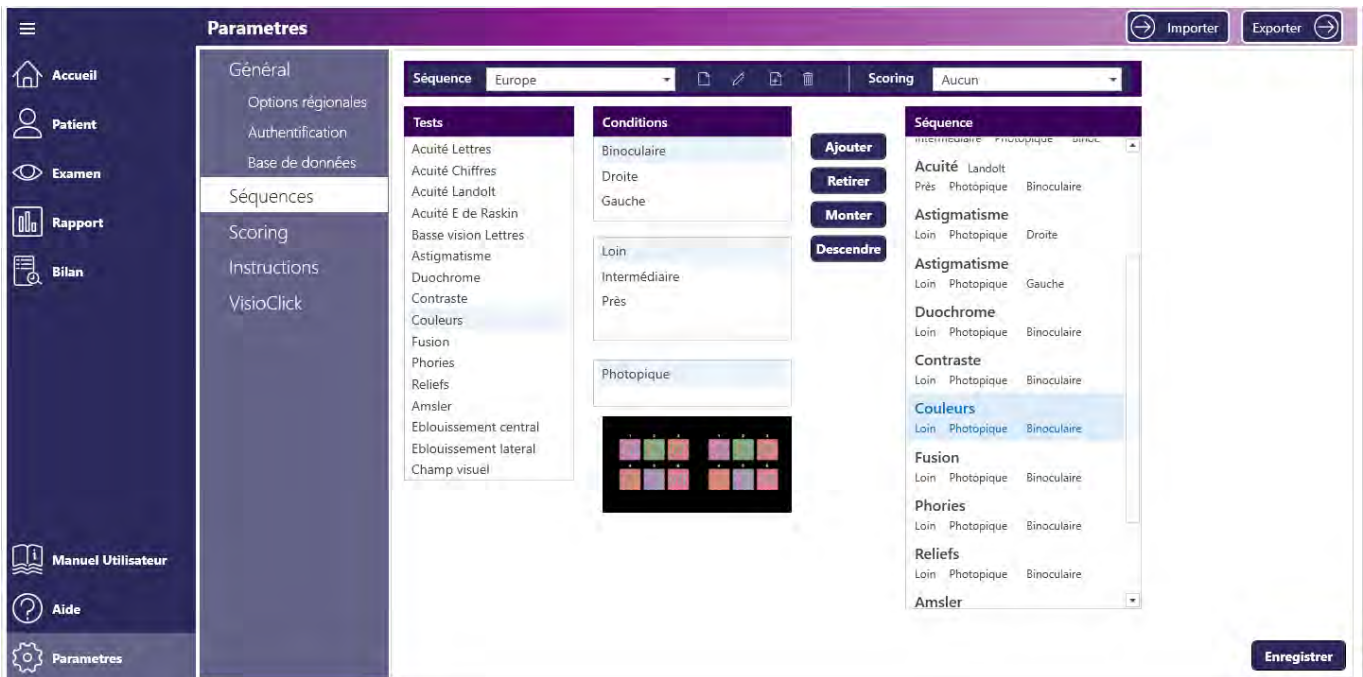 Parametres
Importer
Exporter
Accueil
Patient
Examen
Rapport
Bilan
Manuel Utilisateur
Aide
Parametres
Général
Options régionales
Authentification
Base de données
Séquences
Scoring
Instructions
VisioClick
Séquence Europe
Scoring Aucun
Tests
Acuité Lettres
Acuité Chiffres
Acuité Landolt
Acuité E de Raskin
Basse vision Lettres
Astigmatisme
Duochrome
Contraste
Couleurs
Fusion
Phories
Reliefs
Amsler
Eblouissement central
Eblouissement lateral
Champ visuel
Conditions
Binoculaire
Droite
Gauche
Loin
Intermédiaire
Près
Photopique
Ajouter
Retirer
Monter
Descendre
Séquence
Intermédiaire Photopique Binoc.
Acuité Landolt
Près Photopique Binoculaire
Astigmatisme
Loin Photopique Droite
Astigmatisme
Loin Photopique Gauche
Duochrome
Loin Photopique Binoculaire
Contraste
Loin Photopique Binoculaire
Couleurs
Loin Photopique Binoculaire
Fusion
Loin Photopique Binoculaire
Phories
Loin Photopique Binoculaire
Reliefs
Loin Photopique Binoculaire
Amsler
Enregistrer